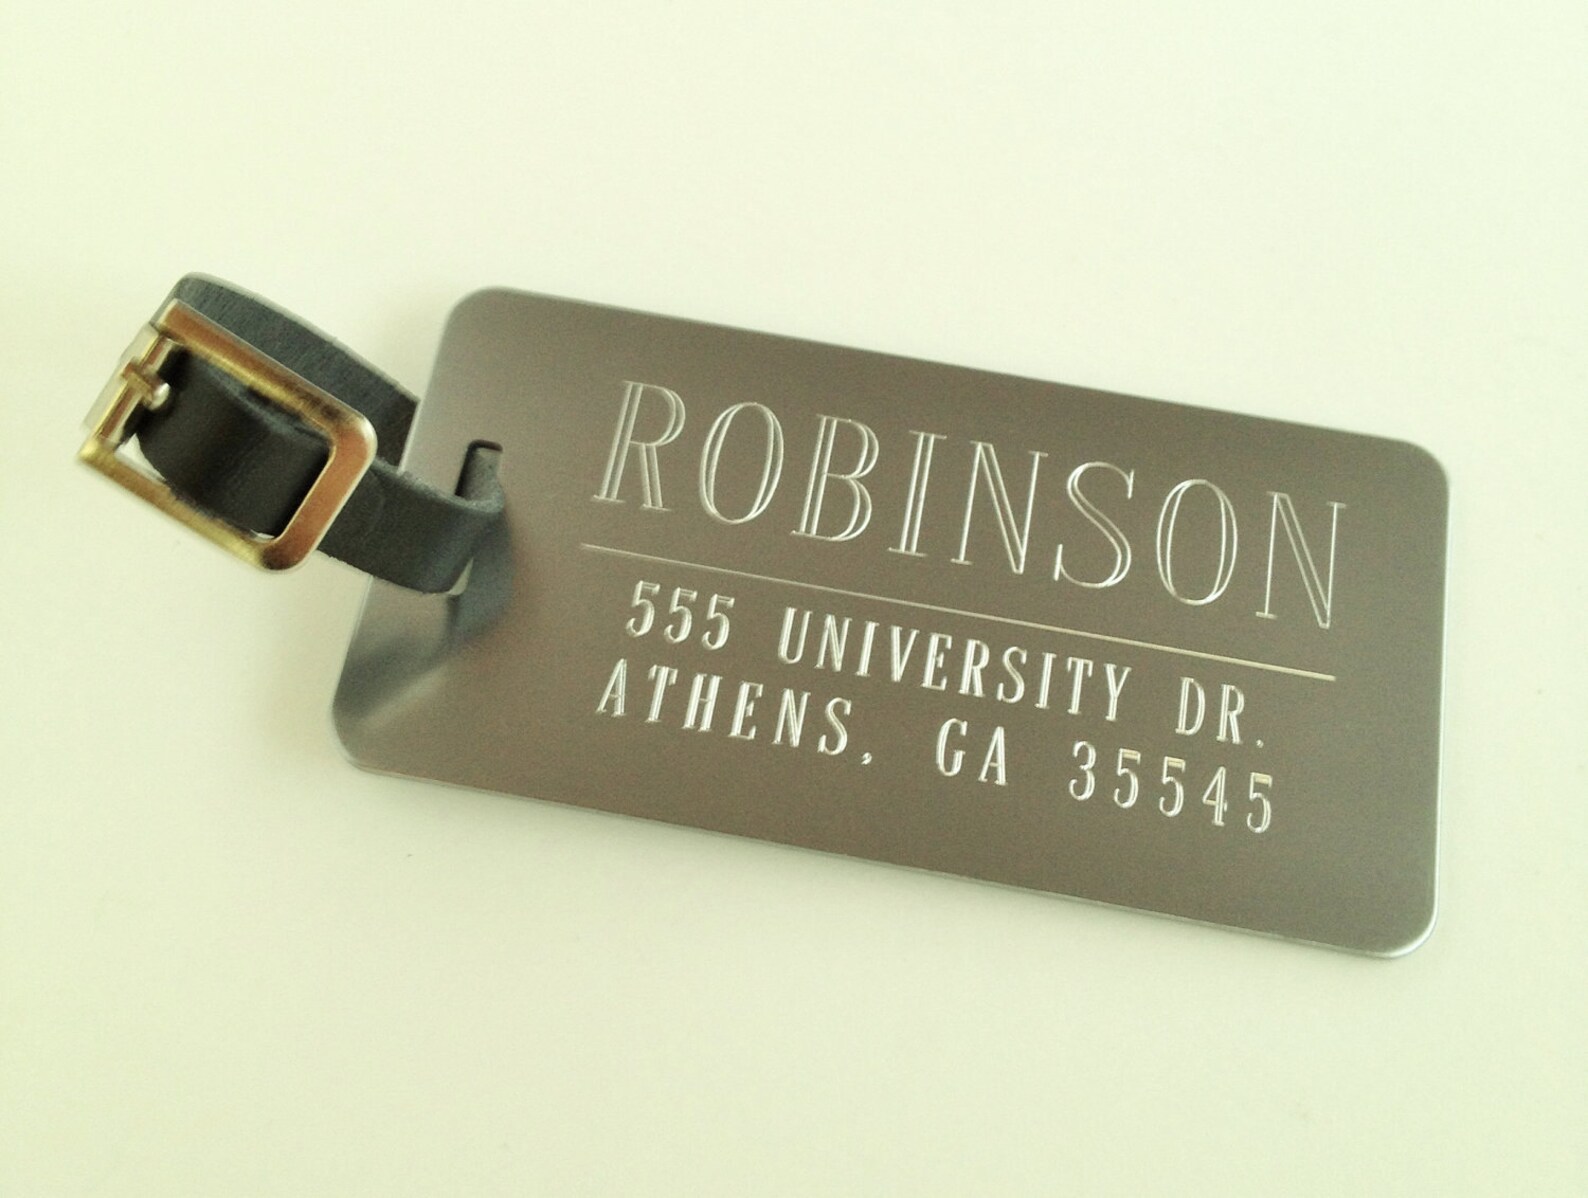 ROBINSON
555 UNIVERSITY DR.
ATHENS, GA 35545